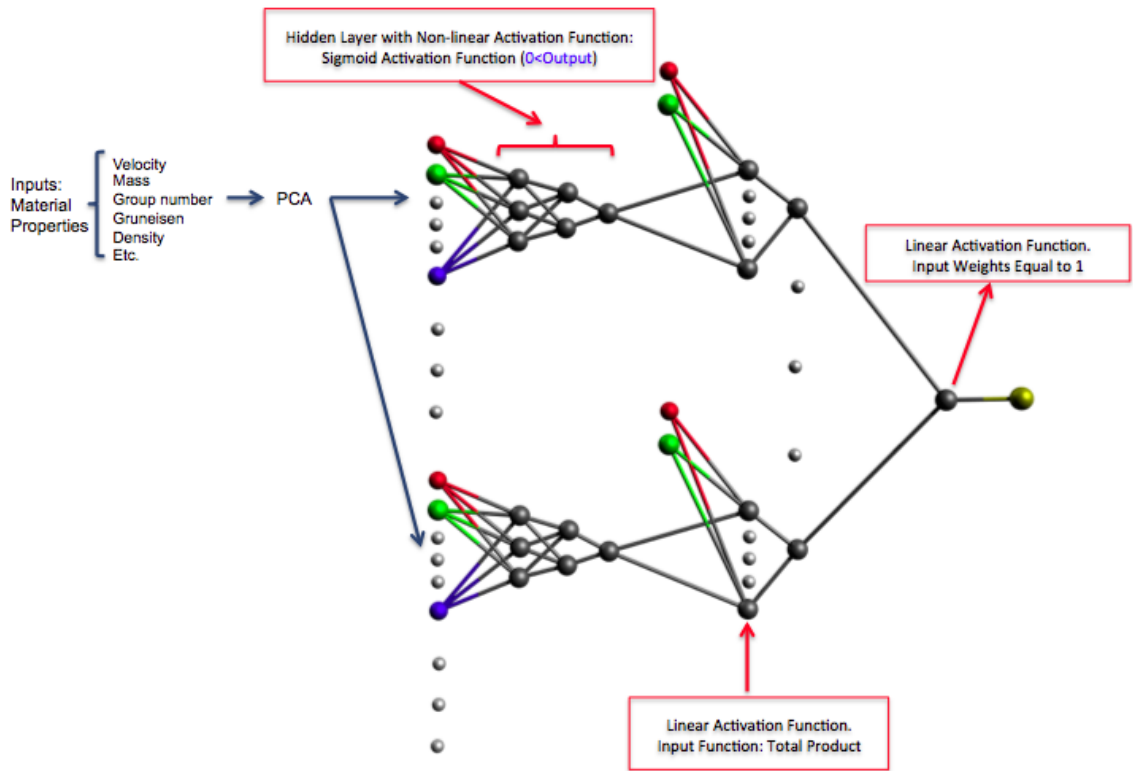 Hidden Layer with Non-linear Activation Function:
Sigmoid Activation Function (0<Output)
Inputs:
Material
Properties
Velocity
Mass
Group number
Gruneisen
Density
Etc.
PCA
Linear Activation Function.
Input Weights Equal to 1
Linear Activation Function.
Input Function: Total Product